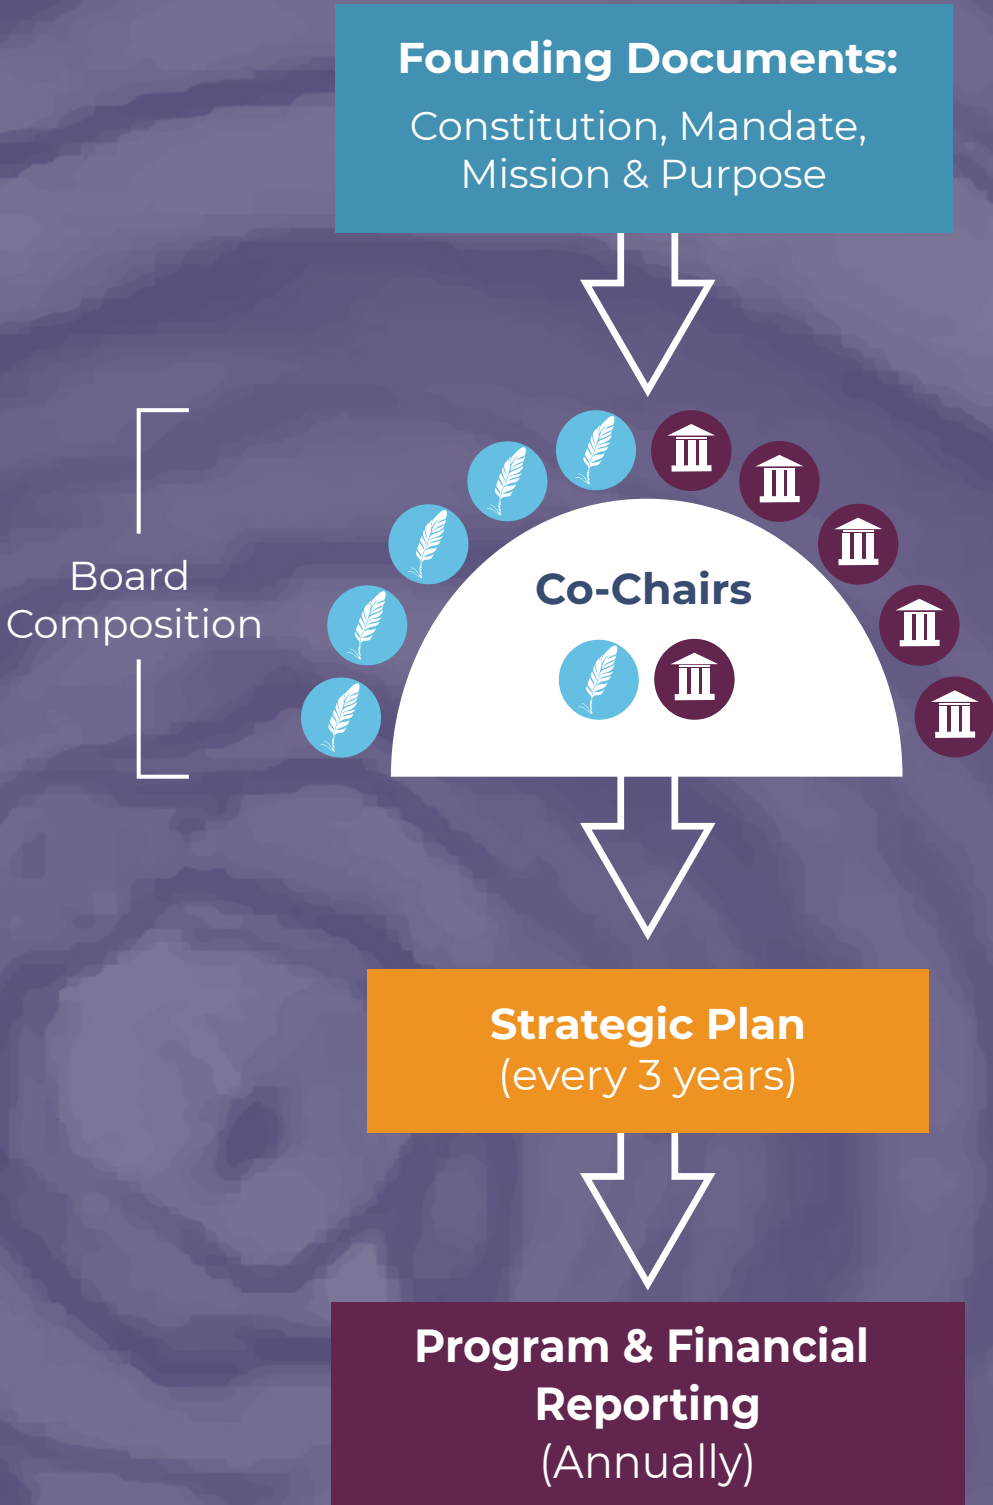 Founding Documents:
Constitution, Mandate,
Mission & Purpose
Board
Composition
Co-Chairs
Strategic Plan
(every 3 years)
Program & Financial
Reporting
(Annually)